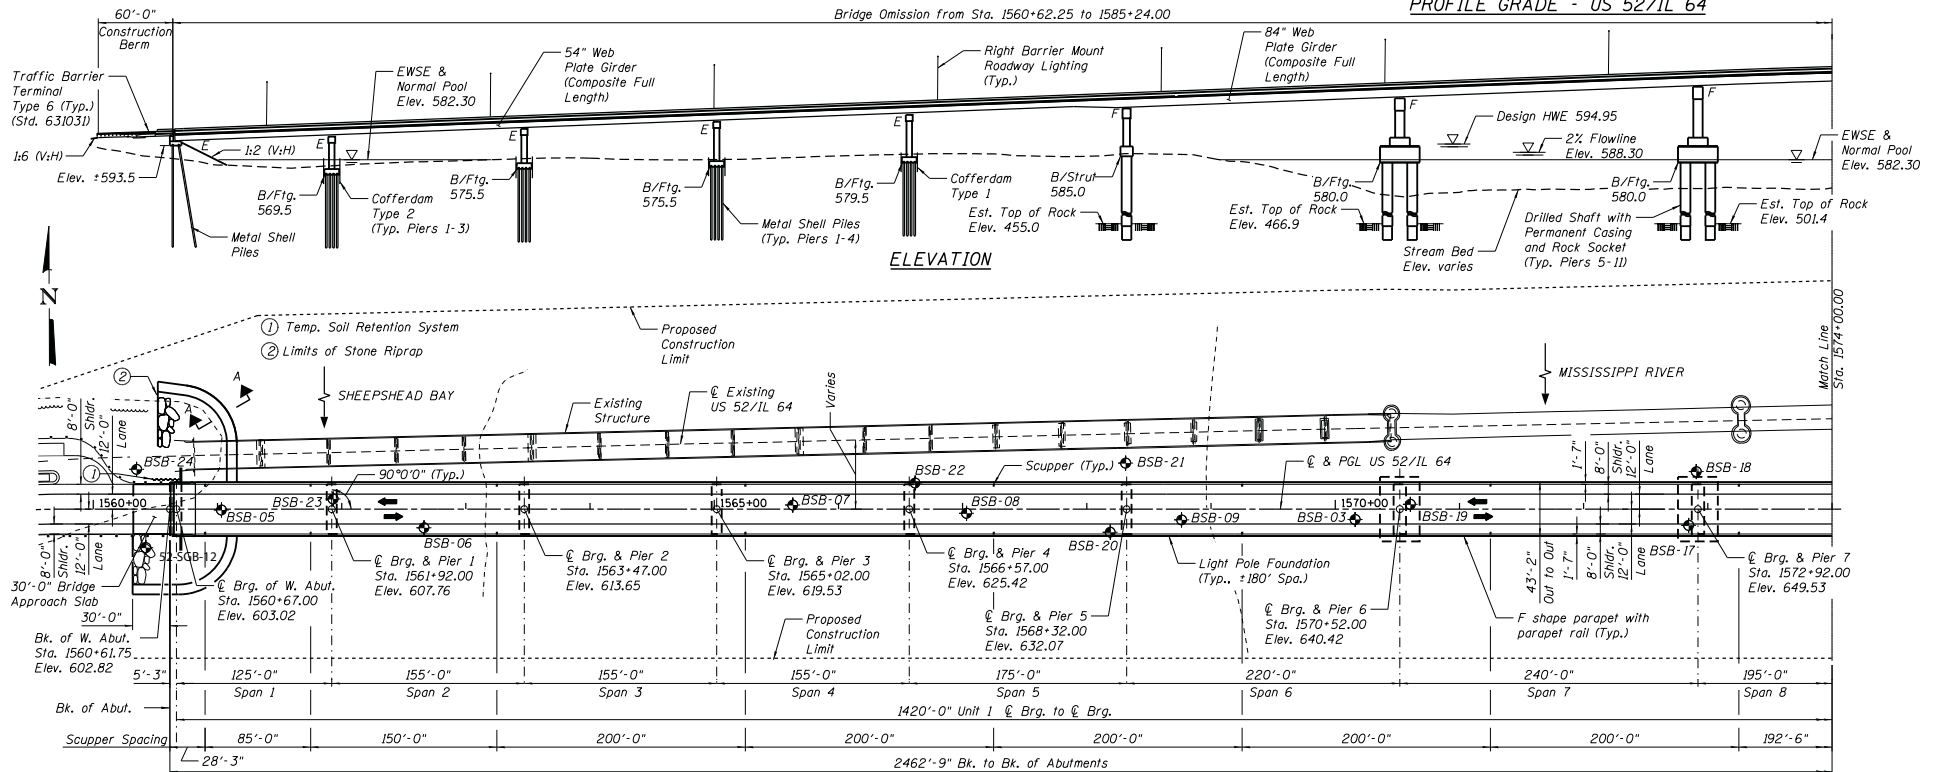 PROFILE GRADE - US 52/IL 64
60'-0"
Construction
Berm
Bridge Omission from Sta. 1560+62.25 to 1585+24.00
Traffic Barrier
Terminal
Type 6 (Typ.)
(Std. 631031)
EWSE &
Normal Pool
Elev. 582.30
54" Web
Plate Girder
(Composite Full
Length)
Right Barrier Mount
Roadway Lighting
(Typ.)
84" Web
Plate Girder
(Composite Full
Length)
Design HWE 594.95
2% Flowline
Elev. 588.30
EWSE &
Normal Pool
Elev. 582.30
1:6 (V:H)
E
1:2 (V:H)
E
E
E
E
F
F
F
Elev. ±593.5
Metal Shell
Piles
B/Ftg.
569.5
Cofferdam
Type 2
(Typ. Piers 1-3)
B/Ftg.
575.5
B/Ftg.
575.5
Metal Shell Piles
(Typ. Piers 1-4)
B/Ftg.
579.5
Cofferdam
Type 1
B/Strut
585.0
Est. Top of Rock
Elev. 455.0
B/Ftg.
580.0
Est. Top of Rock
Elev. 466.9
Stream Bed
Elev. varies
B/Ftg.
580.0
Drilled Shaft with
Permanent Casing
and Rock Socket
(Typ. Piers 5-11)
Est. Top of Rock
Elev. 501.4
ELEVATION
N
1 Temp. Soil Retention System
2 Limits of Stone Riprap
Proposed
Construction
Limit
Match Line
Sta. 1574+00.00
2
A
A
SHEEPSHEAD BAY
Existing
Structure
℄ Existing
US 52/IL 64
Varies
MISSISSIPPI RIVER
8'-0"
Shldr.
12'-0"
Lane
1
BSB-24
1560+00
BSB-05
BSB-23
90°0'0" (Typ.)
BSB-06
1565+00
BSB-07
BSB-22
BSB-08
Scupper (Typ.)
BSB-21
BSB-20
BSB-09
℄ & PGL US 52/IL 64
BSB-03
1570+00
BSB-19
1'-7"
8'-0"
Shldr.
12'-0"
Lane
BSB-18
BSB-17
8'-0"
Shldr.
12'-0"
Lane
52-SGB-12
30'-0" Bridge
Approach Slab
30'-0"
℄ Brg. of W. Abut.
Sta. 1560+67.00
Elev. 603.02
Bk. of W. Abut.
Sta. 1560+61.75
Elev. 602.82
℄ Brg. & Pier 1
Sta. 1561+92.00
Elev. 607.76
℄ Brg. & Pier 2
Sta. 1563+47.00
Elev. 613.65
℄ Brg. & Pier 3
Sta. 1565+02.00
Elev. 619.53
℄ Brg. & Pier 4
Sta. 1566+57.00
Elev. 625.42
℄ Brg. & Pier 5
Sta. 1568+32.00
Elev. 632.07
Light Pole Foundation
(Typ., ±180' Spa.)
℄ Brg. & Pier 6
Sta. 1570+52.00
Elev. 640.42
43'-2"
Out to Out
1'-7"
8'-0"
Shldr.
12'-0"
Lane
F shape parapet with
parapet rail (Typ.)
℄ Brg. & Pier 7
Sta. 1572+92.00
Elev. 649.53
Proposed
Construction
Limit
5'-3"
125'-0"
155'-0"
155'-0"
155'-0"
175'-0"
220'-0"
240'-0"
195'-0"
Span 1
Span 2
Span 3
Span 4
Span 5
Span 6
Span 7
Span 8
Bk. of Abut.
1420'-0" Unit 1 ℄ Brg. to ℄ Brg.
Scupper Spacing
85'-0"
150'-0"
200'-0"
200'-0"
200'-0"
200'-0"
200'-0"
192'-6"
28'-3"
2462'-9" Bk. to Bk. of Abutments